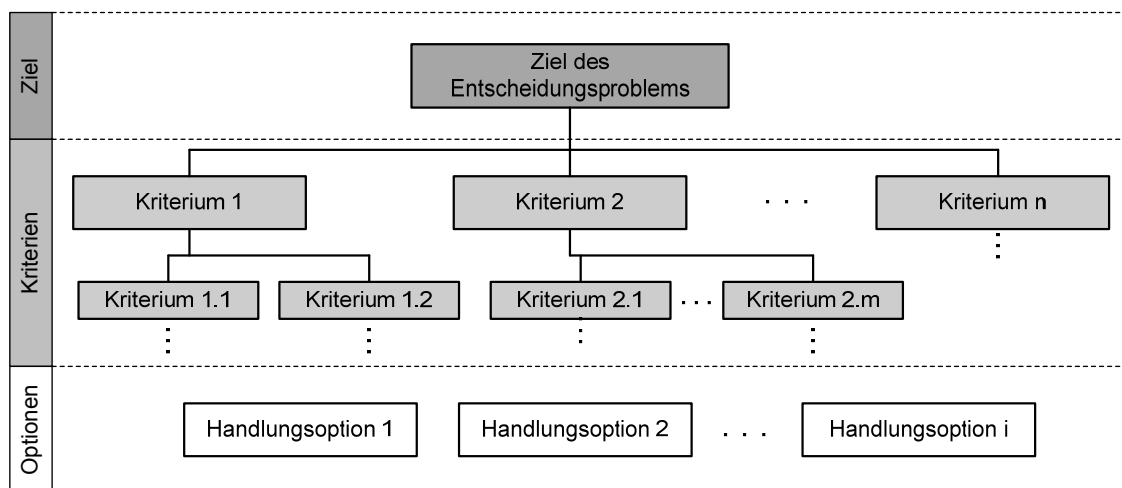 Ziel
Ziel des
Entscheidungsproblems
Kriterien
Kriterium 1
Kriterium 2
. . .
Kriterium n
Kriterium 1.1
Kriterium 1.2
Kriterium 2.1
. . .
Kriterium 2.m
Optionen
Handlungsoption 1
Handlungsoption 2
. . .
Handlungsoption i